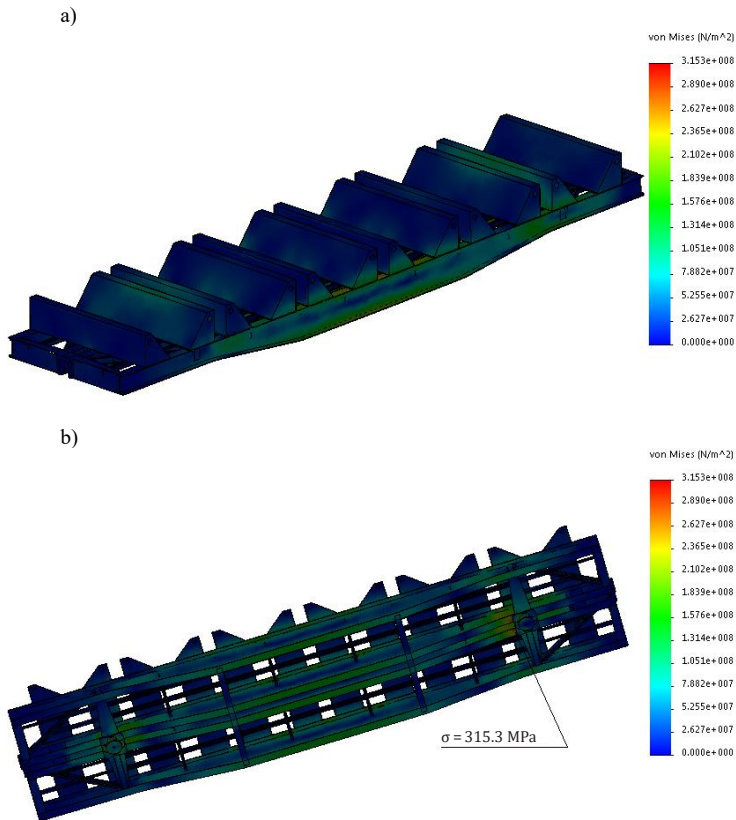 a)
von Mises (N/m^2)
3.153e+008
2.890e+008
2.627e+008
2.365e+008
2.102e+008
1.839e+008
1.576e+008
1.314e+008
1.051e+008
7.882e+007
5.255e+007
2.627e+007
0.000e+000
b)
von Mises (N/m^2)
3.153e+008
2.890e+008
2.627e+008
2.365e+008
2.102e+008
1.839e+008
1.576e+008
1.314e+008
1.051e+008
7.882e+007
5.255e+007
2.627e+007
0.000e+000
σ = 315.3 MPa